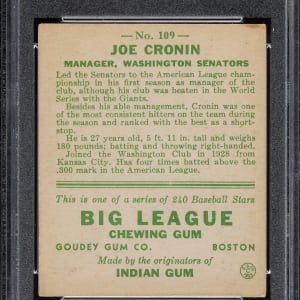 — No. 109 —
JOE CRONIN
MANAGER, WASHINGTON SENATORS
Led the Senators to the American League cham-
pionship in his first season as manager of the
club, although his club was beaten in the World
Series with the Giants.
Besides his able management, Cronin was one
of the most consistent hitters on the team during
the season and ranked with the best as a short-
stop.
He is 27 years old, 5 ft. 11 in. tall and weighs
180 pounds; batting and throwing right-handed.
Joined the Washington Club in 1928 from
Kansas City. Has four times batted above the
.300 mark in the American League.
This is one of a series of 240 Baseball Stars
BIG LEAGUE
CHEWING GUM
GOUDEY GUM CO. BOSTON
Made by the originators of
INDIAN GUM